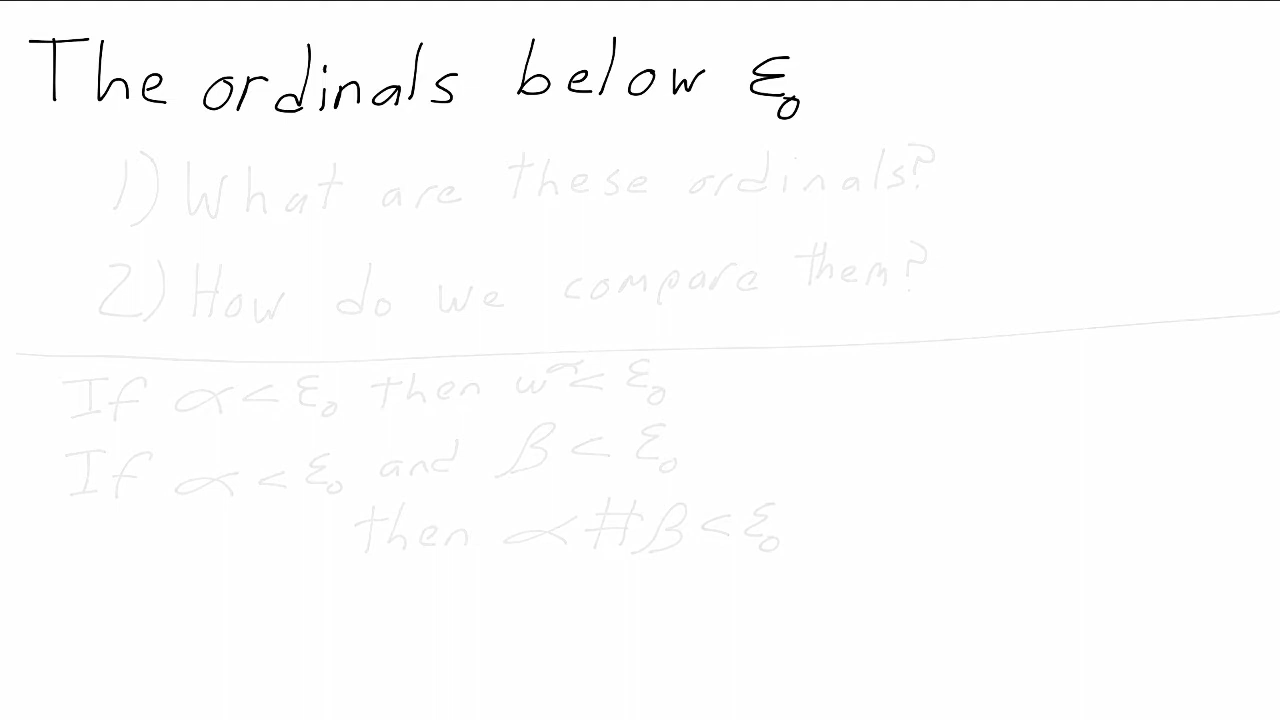 The ordinals below ε₀
1) What are these ordinals?
2) How do we compare them?
If α < ε₀ then ω^α < ε₀
If α < ε₀ and β < ε₀
then α # β < ε₀